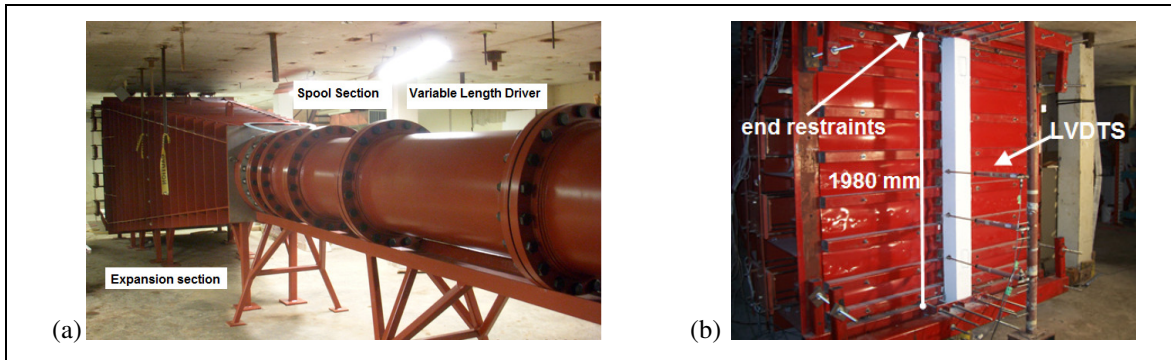 Spool Section
Variable Length Driver
Expansion section
(a)
end restraints
LVDTS
1980 mm
(b)